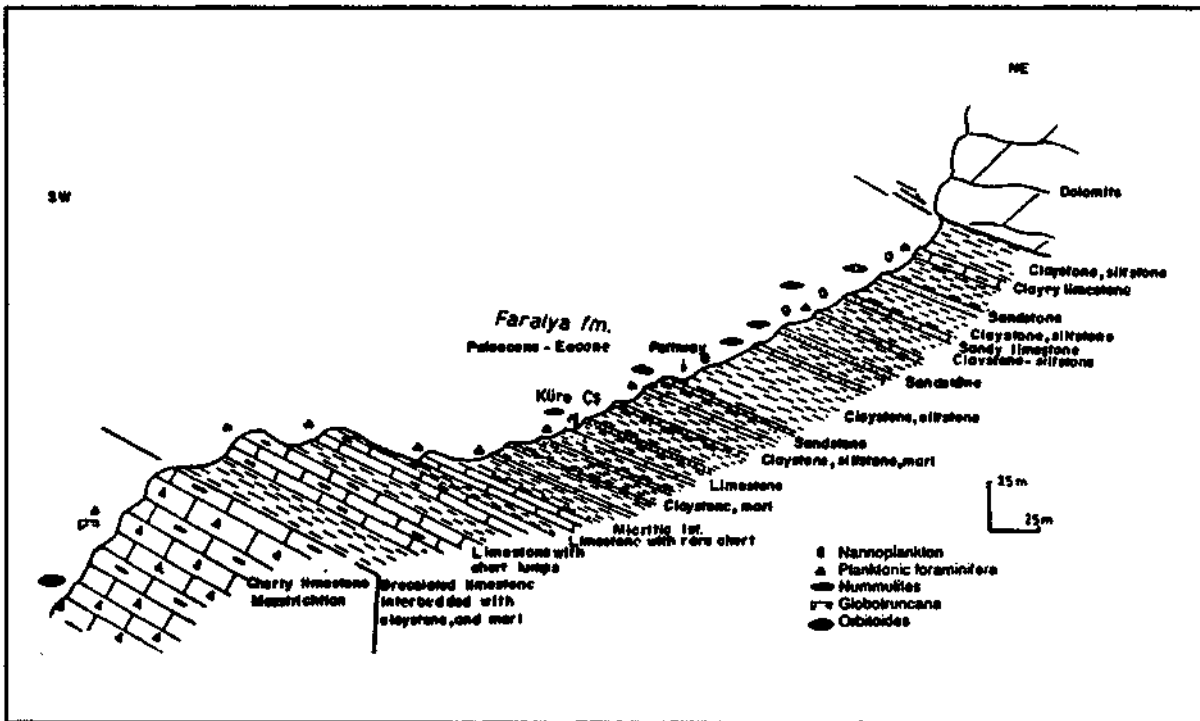 NE
SW
Dolomite
Claystone, siltstone
Clayey limestone
Sandstone
Faralya fm.
Claystone, siltstone
Paleocene - Eocene
Pathway
Sandy limestone
Claystone - siltstone
Sandstone
Küre Çş
Claystone, siltstone
Sandstone
Claystone, siltstone, marl
Limestone
25m
Claystone, marl
25m
Micritic lst.
Limestone with rare chert
Limestone with
chert lumps
Nannoplankton
Planktonic foraminifera
Cherty limestone
Maestrichtian
Brecciated limestone
interbedded with
claystone, and marl
Nummulites
Globotruncana
Orbitoides